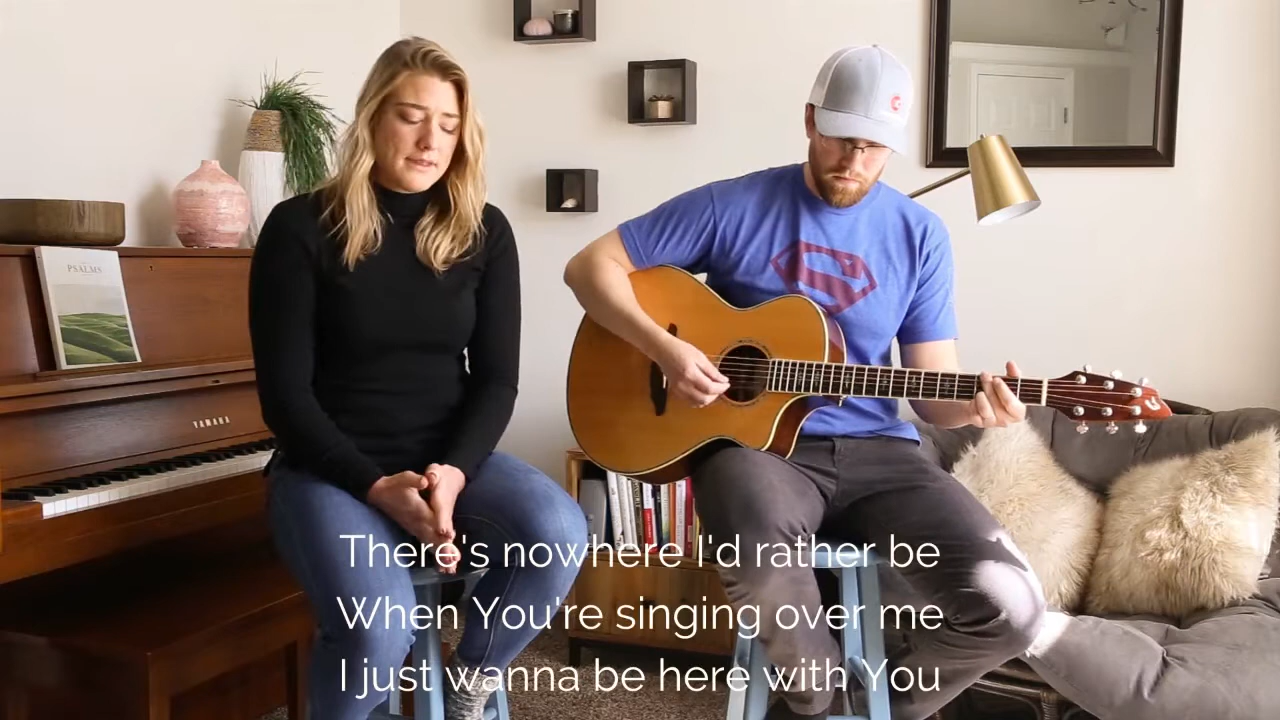 PSALMS
YAMAHA
There's nowhere I'd rather be
When You're singing over me
I just wanna be here with You